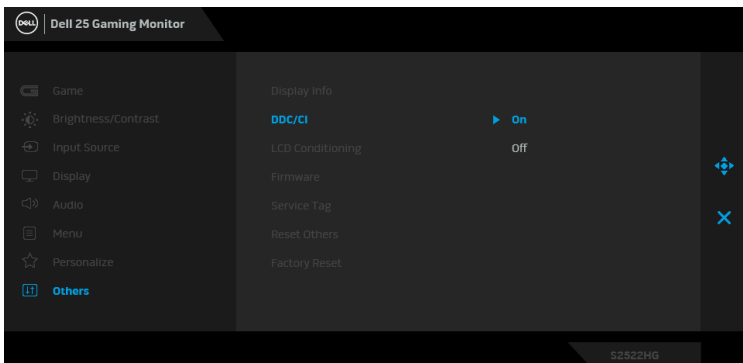 DELL
Dell 25 Gaming Monitor
Game
Brightness/Contrast
Input Source
Display
Audio
Menu
Personalize
Others
Display Info
DDC/CI
LCD Conditioning
Firmware
Service Tag
Reset Others
Factory Reset
On
Off
S2522HG